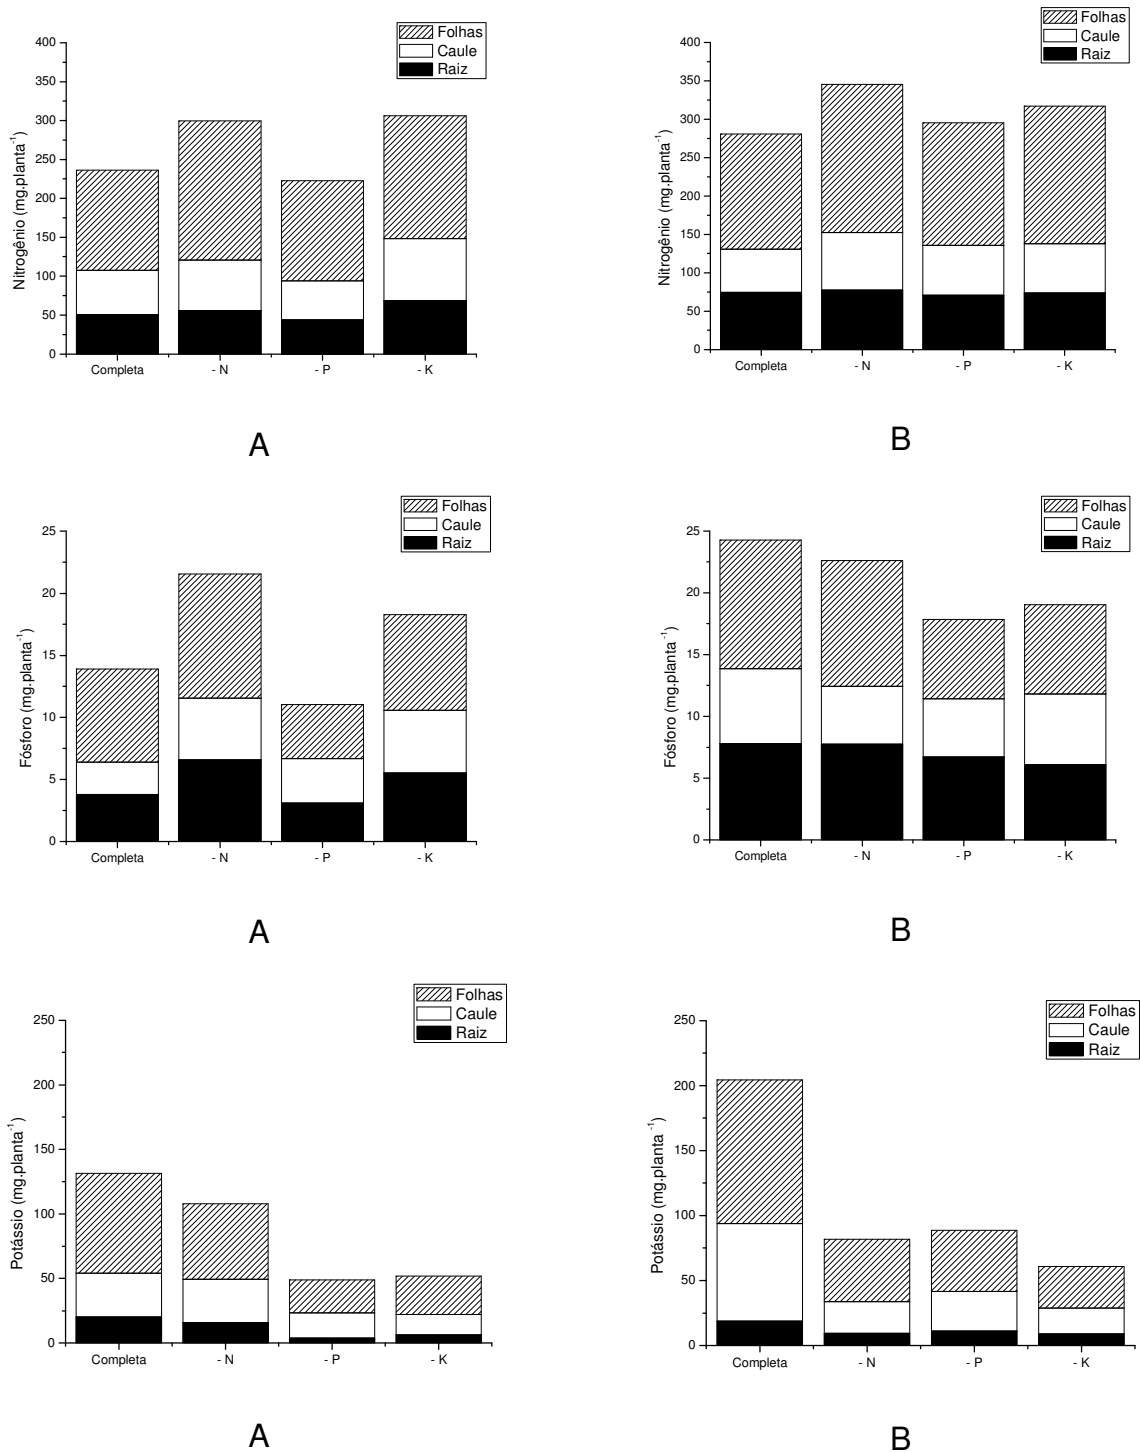 Folhas
Caule
Raiz
400
350
300
250
200
150
100
50
0
Nitrogênio (mg.planta⁻¹)
Completa
- N
- P
- K
A
Folhas
Caule
Raiz
400
350
300
250
200
150
100
50
0
Nitrogênio (mg.planta⁻¹)
Completa
- N
- P
- K
B
Folhas
Caule
Raiz
25
20
15
10
5
0
Fósforo (mg.planta⁻¹)
Completa
- N
- P
- K
A
Folhas
Caule
Raiz
25
20
15
10
5
0
Fósforo (mg.planta⁻¹)
Completa
- N
- P
- K
B
Folhas
Caule
Raiz
250
200
150
100
50
0
Potássio (mg.planta⁻¹)
Completa
- N
- P
- K
A
Folhas
Caule
Raiz
250
200
150
100
50
0
Potássio (mg.planta⁻¹)
Completa
- N
- P
- K
B